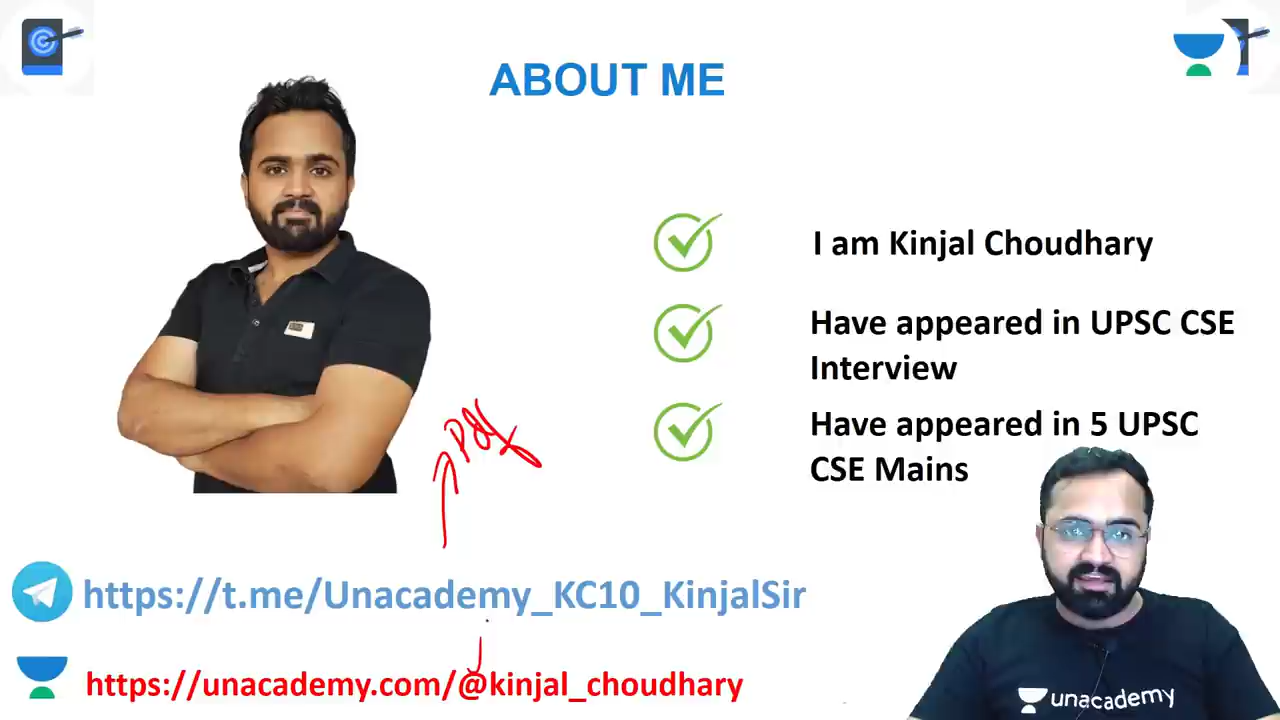 ABOUT ME
I am Kinjal Choudhary
Have appeared in UPSC CSE
Interview
Have appeared in 5 UPSC
CSE Mains
Pdf
https://t.me/Unacademy_KC10_KinjalSir
https://unacademy.com/@kinjal_choudhary
unacademy